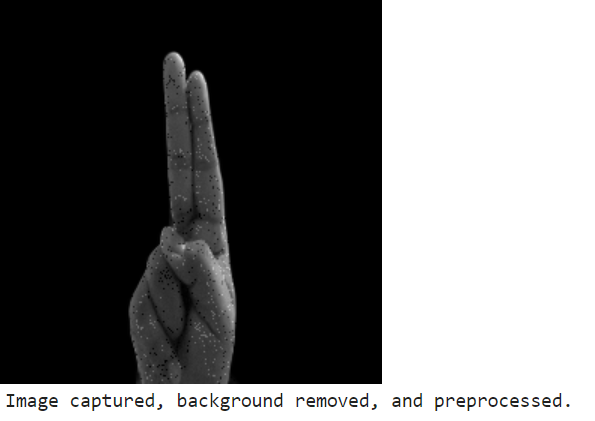 Image captured, background removed, and preprocessed.